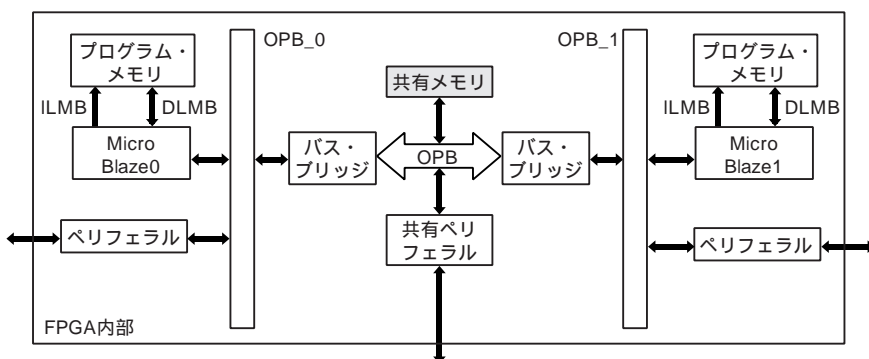 プログラム・
メモリ
ILMB
DLMB
Micro
Blaze0
ペリフェラル
FPGA内部
OPB_0
バス・
ブリッジ
共有メモリ
OPB
共有ペリ
フェラル
バス・
ブリッジ
OPB_1
プログラム・
メモリ
ILMB
DLMB
Micro
Blaze1
ペリフェラル